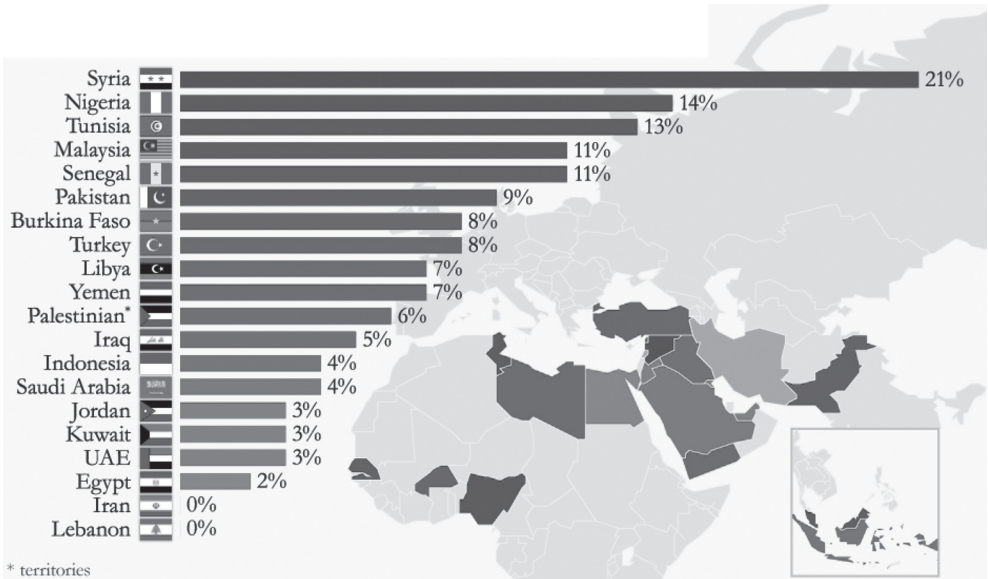 Syria 21%
Nigeria 14%
Tunisia 13%
Malaysia 11%
Senegal 11%
Pakistan 9%
Burkina Faso 8%
Turkey 8%
Libya 7%
Yemen 7%
Palestinian* 6%
Iraq 5%
Indonesia 4%
Saudi Arabia 4%
Jordan 3%
Kuwait 3%
UAE 3%
Egypt 2%
Iran 0%
Lebanon 0%
* territories